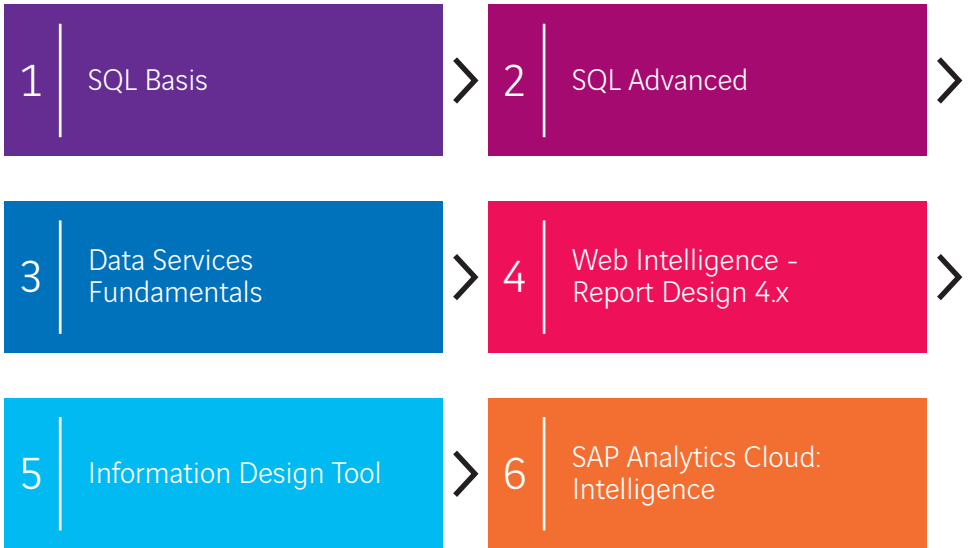 1
SQL Basis
2
SQL Advanced
3
Data Services
Fundamentals
4
Web Intelligence -
Report Design 4.x
5
Information Design Tool
6
SAP Analytics Cloud:
Intelligence